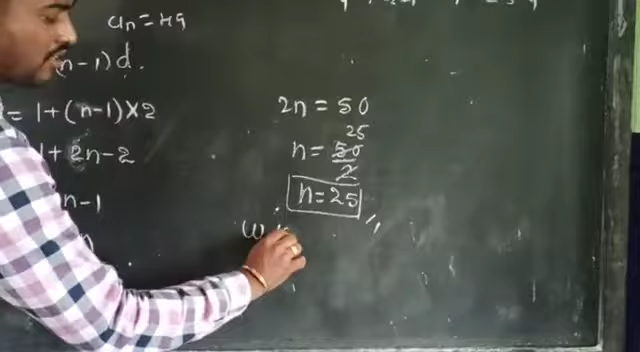 an = 49
(n-1)d.
= 1+(n-1)×2
1+2n-2
n-1
2n = 50
25
n = 50
2
n=25
W